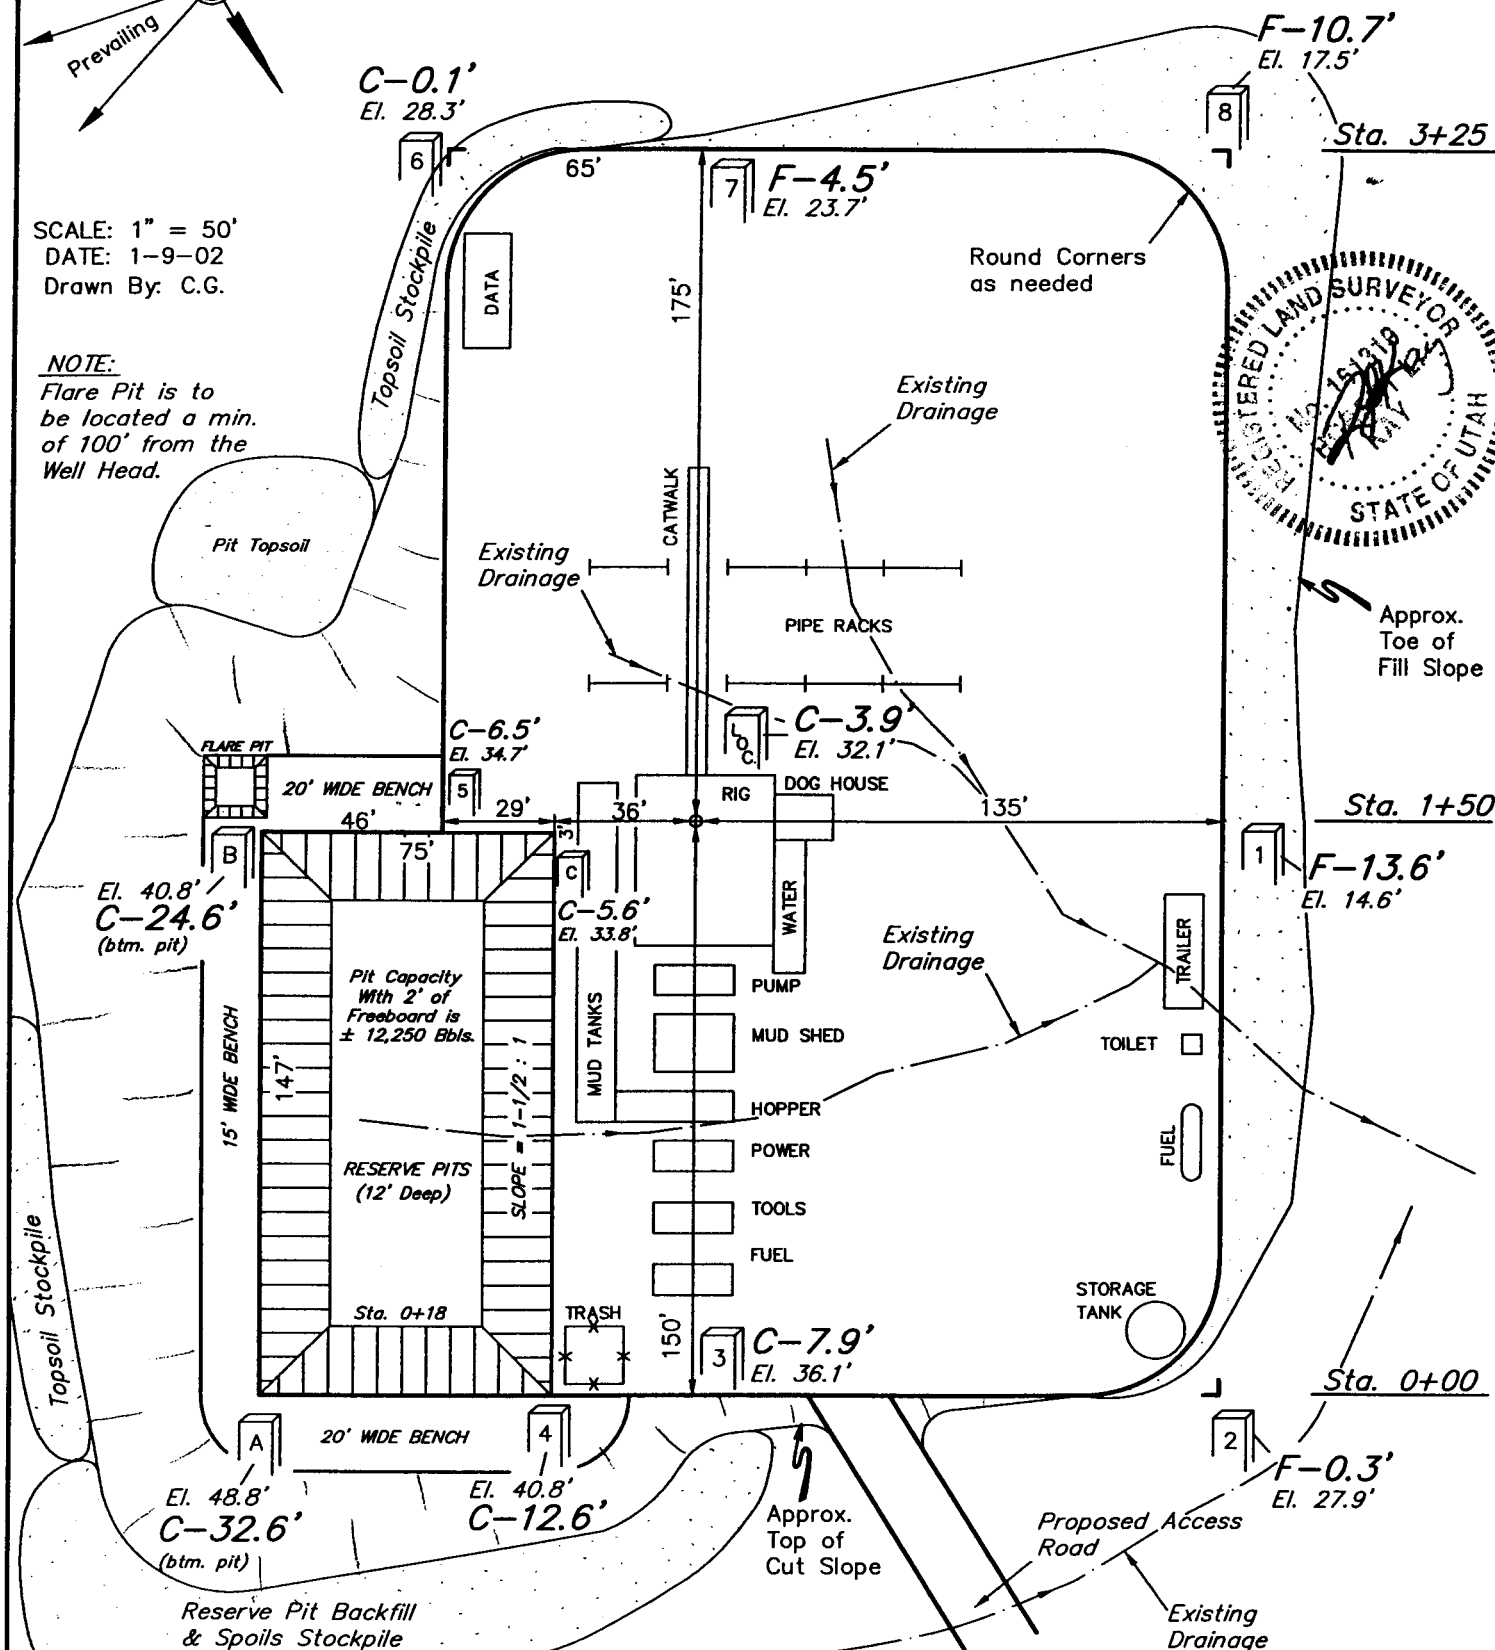 Prevailing
F-10.7'
El. 17.5'
C-0.1'
El. 28.3'
8
Sta. 3+25
6
65'
7
F-4.5'
El. 23.7'
SCALE: 1" = 50'
DATE: 1-9-02
Drawn By: C.G.
Topsoil Stockpile
DATA
175'
Round Corners
as needed
REGISTERED LAND SURVEYOR
No. 161319
KAY
STATE OF UTAH
NOTE:
Flare Pit is to
be located a min.
of 100' from the
Well Head.
Existing
Drainage
CATWALK
Pit Topsoil
Existing
Drainage
PIPE RACKS
Approx.
Toe of
Fill Slope
C-6.5'
El. 34.7'
LOC.
C-3.9'
El. 32.1'
FLARE PIT
20' WIDE BENCH
5
RIG
DOG HOUSE
46'
29'
3'
36'
135'
Sta. 1+50
B
75'
C
1
F-13.6'
El. 14.6'
El. 40.8'
C-24.6'
(btm. pit)
C-5.6'
El. 33.8'
WATER
Existing
Drainage
TRAILER
Pit Capacity
With 2' of
Freeboard is
± 12,250 Bbls.
PUMP
MUD SHED
TOILET
15' WIDE BENCH
147'
SLOPE = 1-1/2 : 1
MUD TANKS
HOPPER
POWER
FUEL
RESERVE PITS
(12' Deep)
TOOLS
FUEL
Topsoil Stockpile
Sta. 0+18
TRASH
150'
3
C-7.9'
El. 36.1'
STORAGE
TANK
Sta. 0+00
A
20' WIDE BENCH
4
2
F-0.3'
El. 27.9'
El. 48.8'
C-32.6'
(btm. pit)
El. 40.8'
C-12.6'
Approx.
Top of
Cut Slope
Proposed Access
Road
Reserve Pit Backfill
& Spoils Stockpile
Existing
Drainage